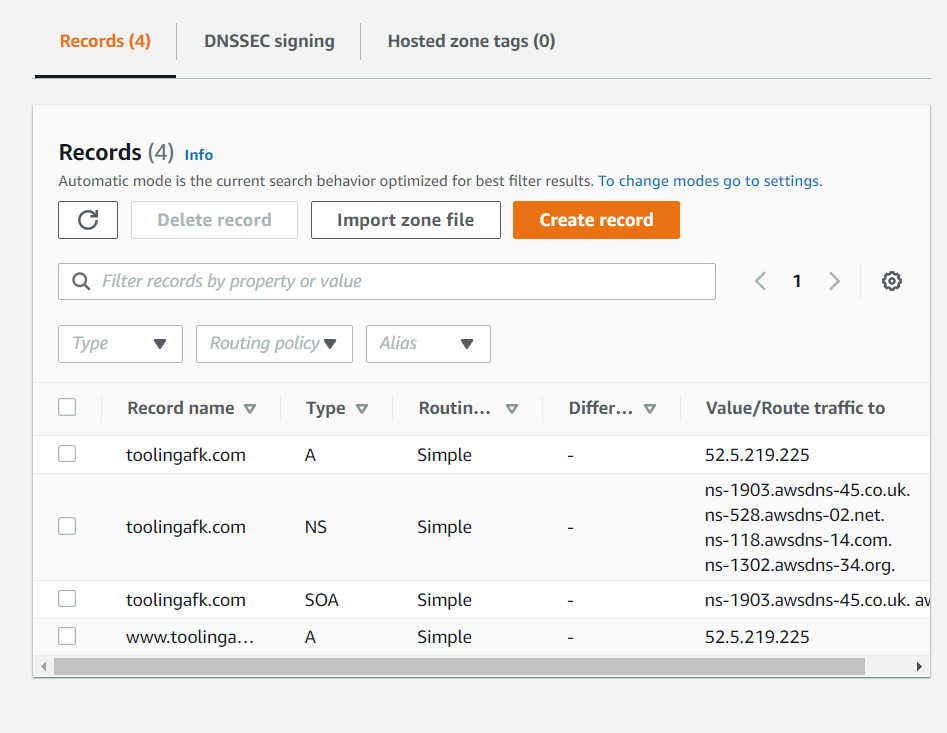 Records (4) DNSSEC signing Hosted zone tags (0)
Records (4) Info
Automatic mode is the current search behavior optimized for best filter results. To change modes go to settings.
Delete record Import zone file Create record
Filter records by property or value 1
Type Routing policy Alias
Record name Type Routin... Differ... Value/Route traffic to
toolingafk.com A Simple - 52.5.219.225
ns-1903.awsdns-45.co.uk.
ns-528.awsdns-02.net.
toolingafk.com NS Simple -
ns-118.awsdns-14.com.
ns-1302.awsdns-34.org.
toolingafk.com SOA Simple - ns-1903.awsdns-45.co.uk. aw
www.toolinga... A Simple - 52.5.219.225